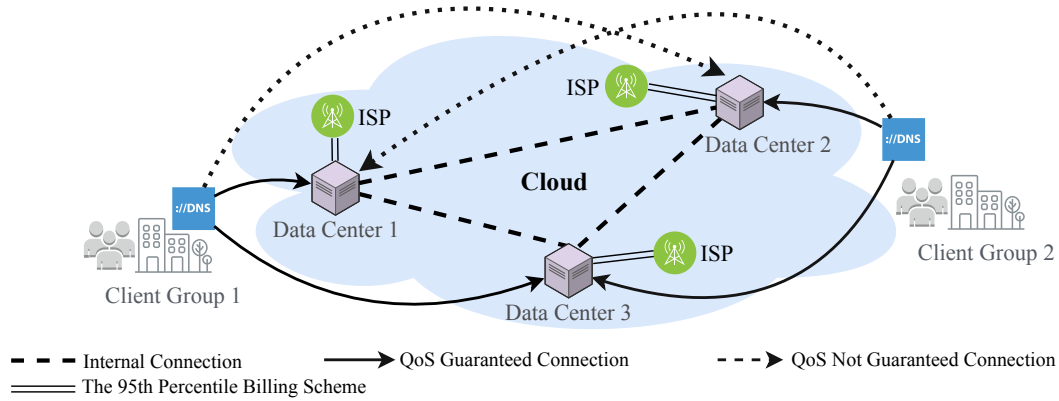 ISP
Data Center 2
://DNS
ISP
Cloud
://DNS
Data Center 1
Client Group 1
ISP
Client Group 2
Data Center 3
Internal Connection
QoS Guaranteed Connection
QoS Not Guaranteed Connection
The 95th Percentile Billing Scheme